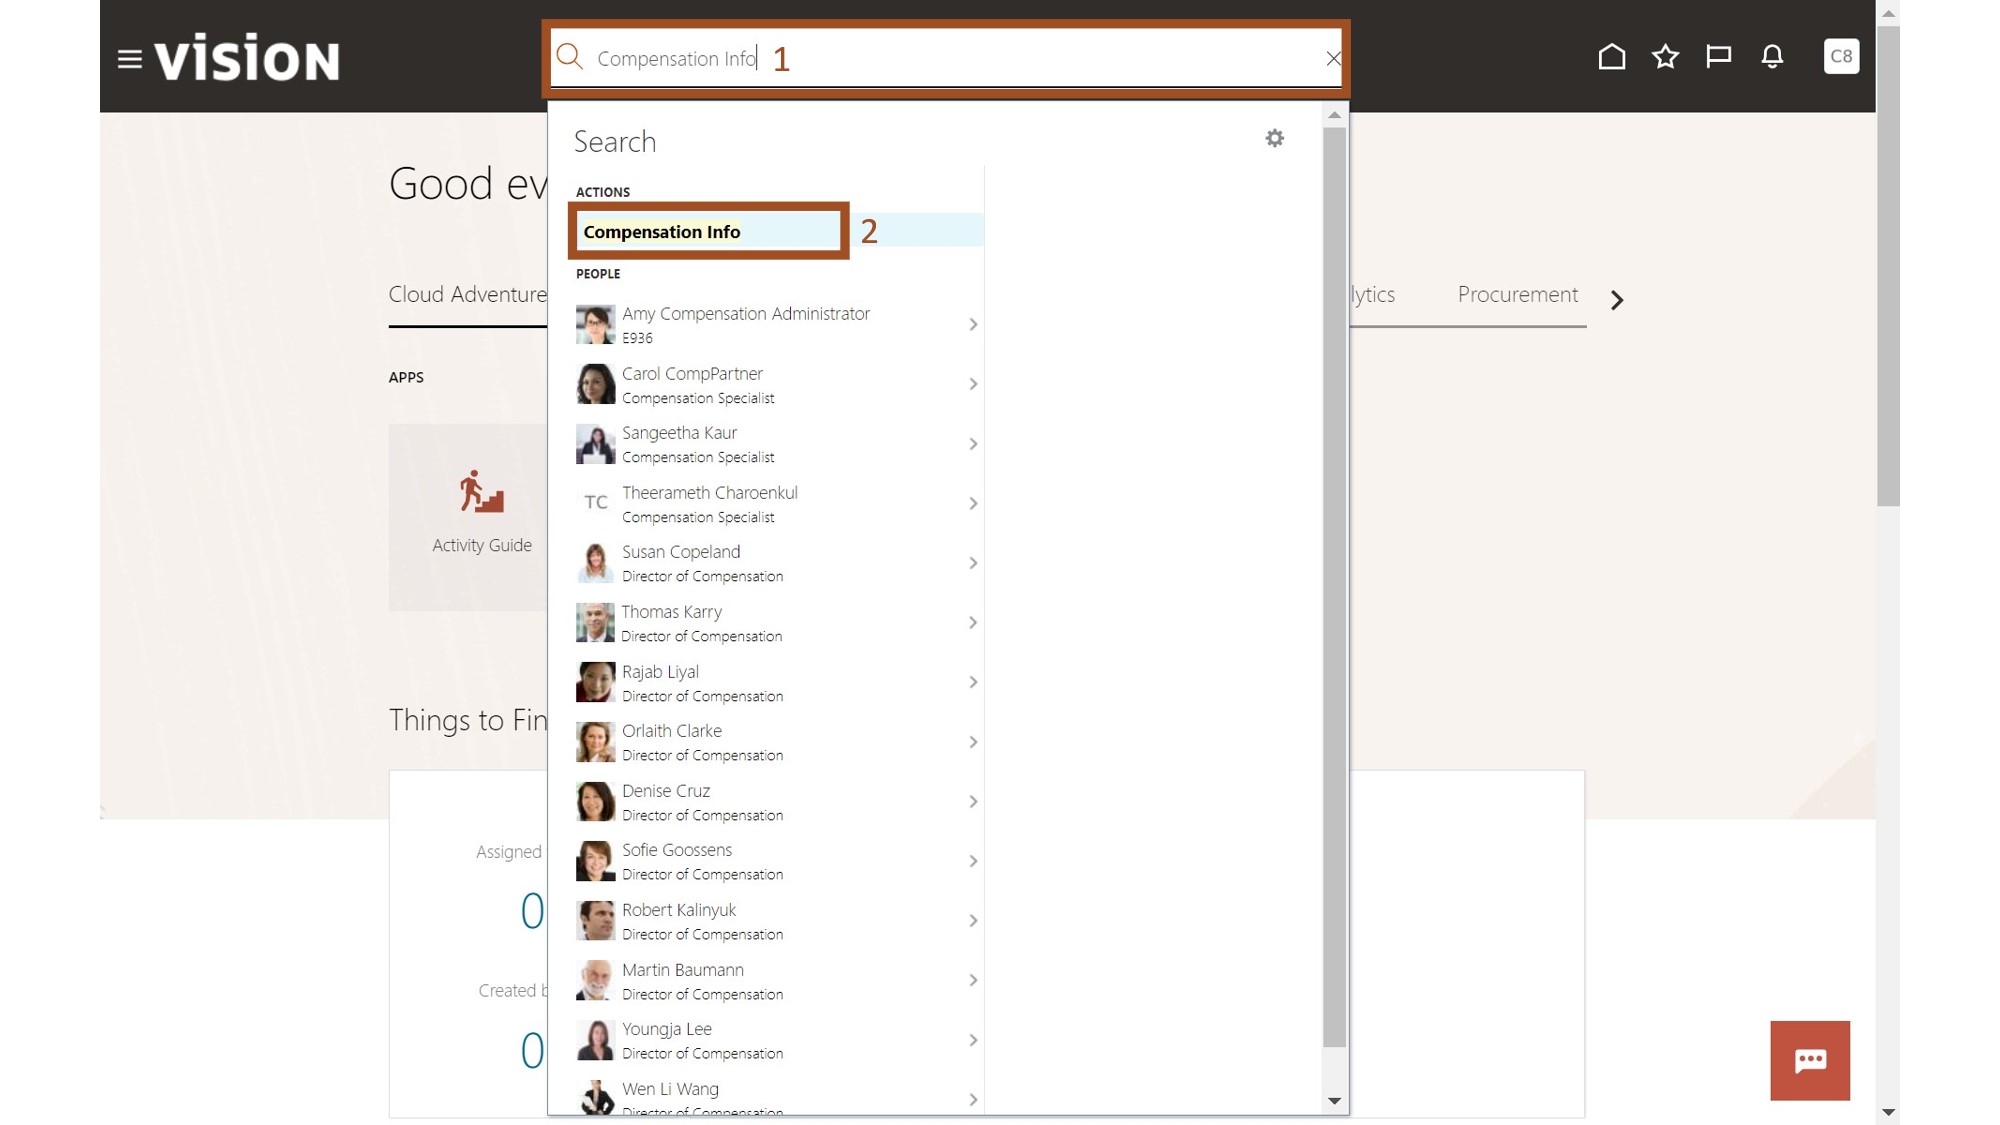 vision
Compensation Info 1
C8
Search
Good ev
ACTIONS
Compensation Info 2
PEOPLE
Cloud Adventure
lytics
Procurement
Amy Compensation Administrator
E936
APPS
Carol CompPartner
Compensation Specialist
Sangeetha Kaur
Compensation Specialist
TC
Theerameth Charoenkul
Compensation Specialist
Activity Guide
Susan Copeland
Director of Compensation
Thomas Karry
Director of Compensation
Rajab Liyal
Director of Compensation
Things to Fin
Orlaith Clarke
Director of Compensation
Denise Cruz
Director of Compensation
Assigned
Sofie Goossens
Director of Compensation
0
Robert Kalinyuk
Director of Compensation
Martin Baumann
Director of Compensation
Created b
Youngja Lee
Director of Compensation
0
Wen Li Wang
Director of Compensation